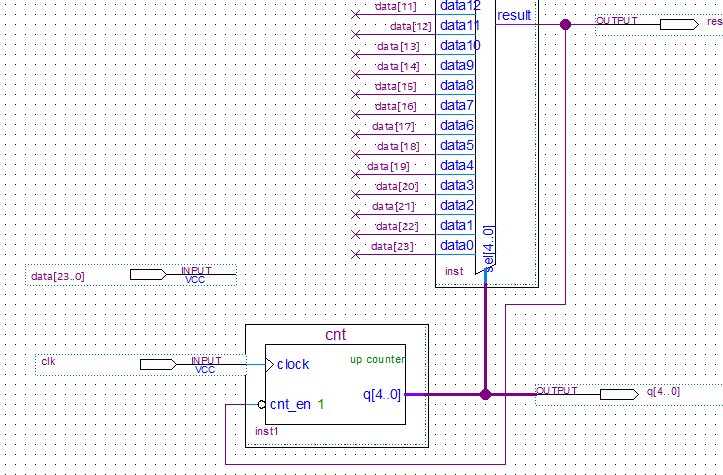 data[11] data12 result OUTPUT res
data[12] data11
data[13] data10
data[14] data9
data[15] data8
data[16] data7
data[17] data6
data[18] data5
data[19] data4
data[20] data3
data[21] data2
data[22] data1
data[23] data0
sel[4..0]
inst
data[23..0] INPUT
VCC
cnt
clk INPUT
VCC
up counter
clock
q[4..0] OUTPUT q[4..0]
cnt_en 1
inst1